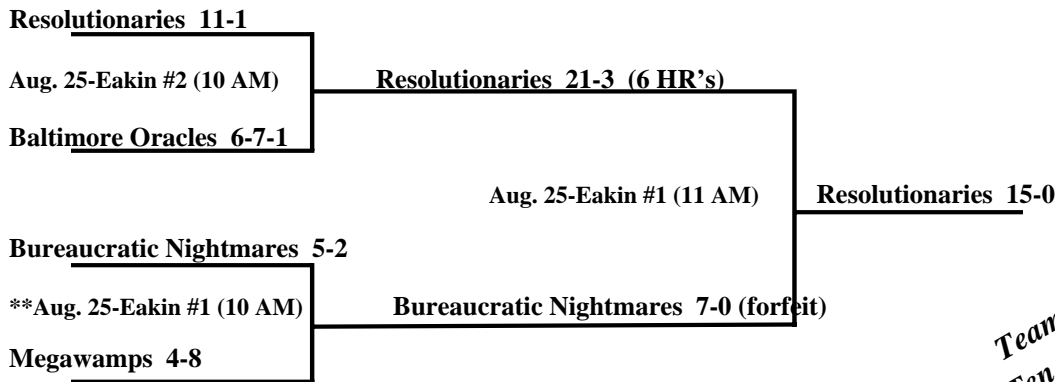 Resolutionaries 11-1
Aug. 25-Eakin #2 (10 AM)
Resolutionaries 21-3 (6 HR's)
Baltimore Oracles 6-7-1
Aug. 25-Eakin #1 (11 AM)
Resolutionaries 15-0
Bureaucratic Nightmares 5-2
**Aug. 25-Eakin #1 (10 AM)
Bureaucratic Nightmares 7-0 (forfeit)
Megawamps 4-8
Team